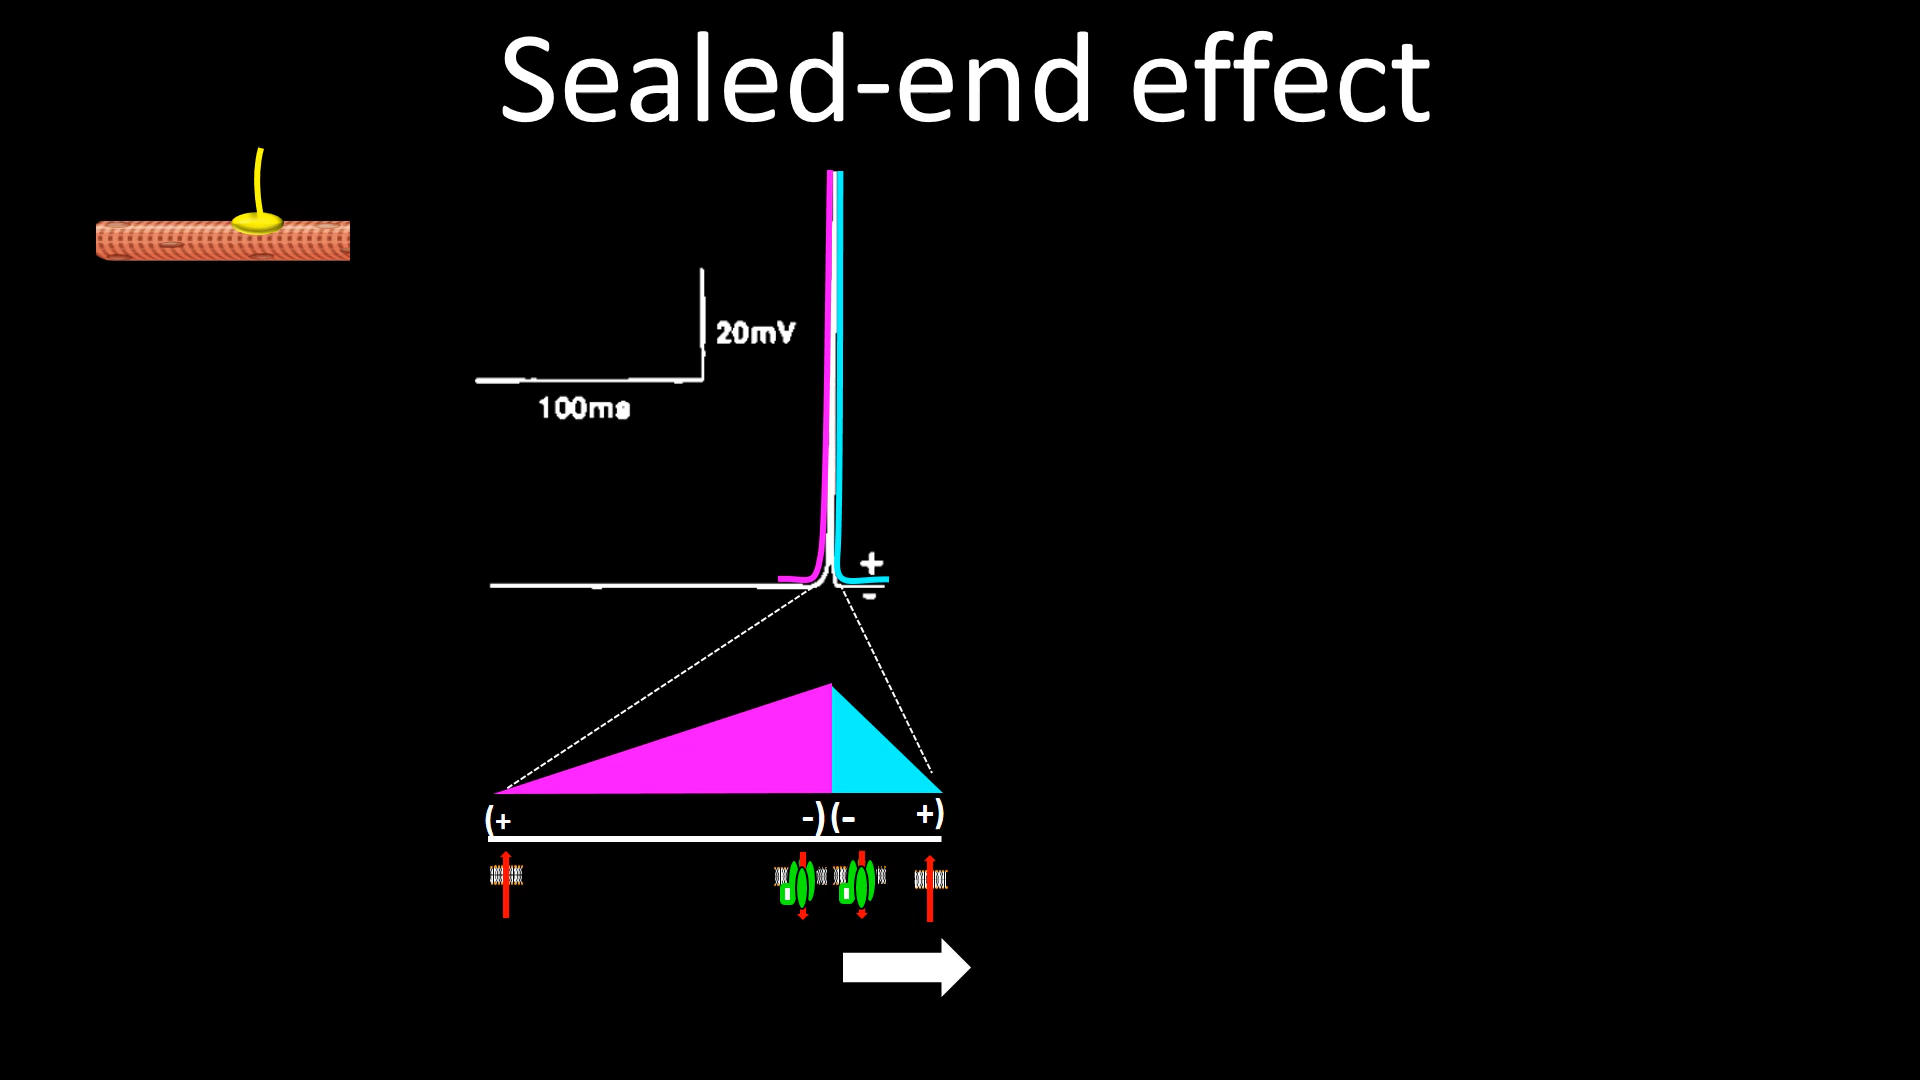 Sealed-end effect
20mV
100ms
+
-
(+ -) (- +)